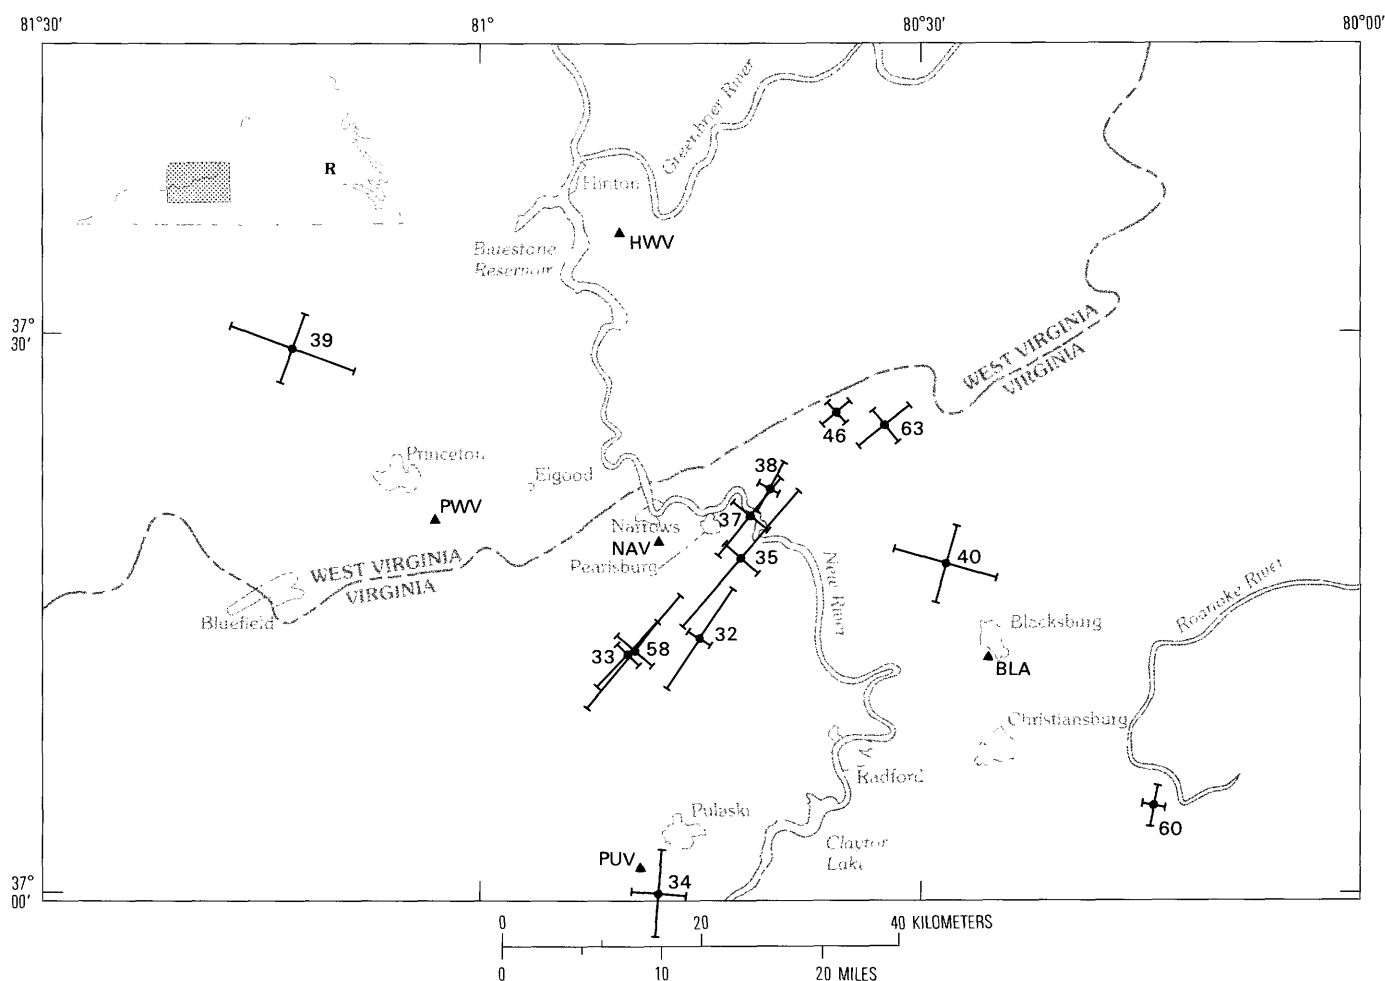 81°30′
81°
80°30′
80°00′
Greenbrier River
R
Hinton
HWV
Bluestone
Reservoir
37°
30′
39
WEST VIRGINIA
VIRGINIA
46
63
Princeton
Elgood
38
PWV
37
Narrows
NAV
35
Pearisburg
40
WEST VIRGINIA
VIRGINIA
New River
Roanoke River
Bluefield
Blacksburg
32
33
58
BLA
Christiansburg
Radford
Pulaski
60
Claytor
Lake
PUV
34
37°
00′
0 20 40 KILOMETERS
0 10 20 MILES